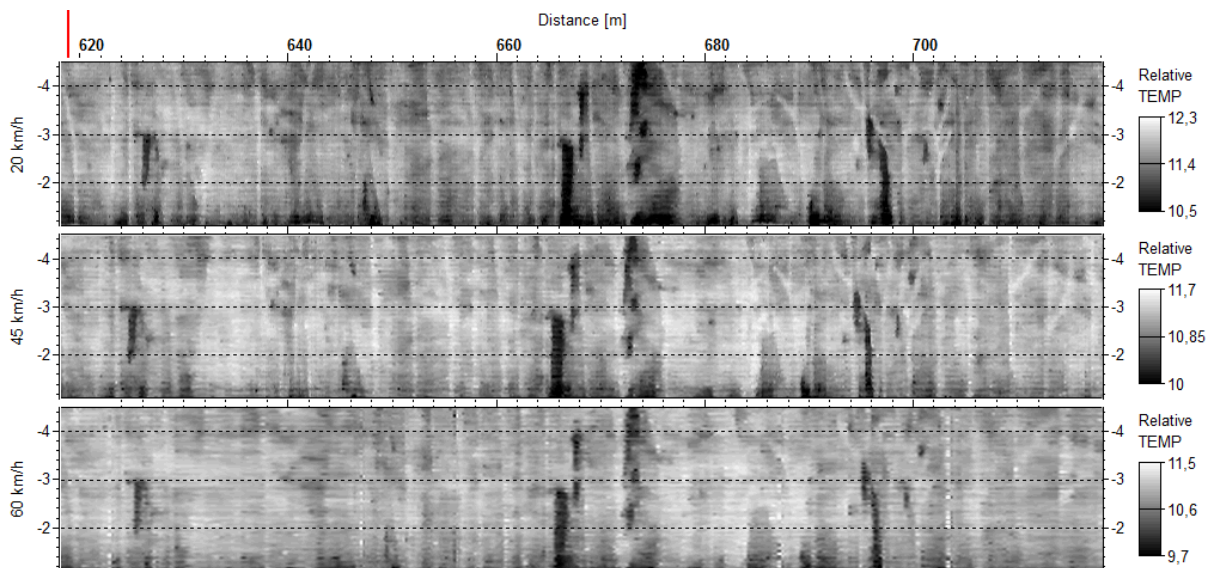 Distance [m]
620 640 660 680 700
20 km/h
-4 -4
-3 -3
-2 -2
Relative
TEMP
12,3
11,4
10,5
45 km/h
-4 -4
-3 -3
-2 -2
Relative
TEMP
11,7
10,85
10
60 km/h
-4 -4
-3 -3
-2 -2
Relative
TEMP
11,5
10,6
9,7